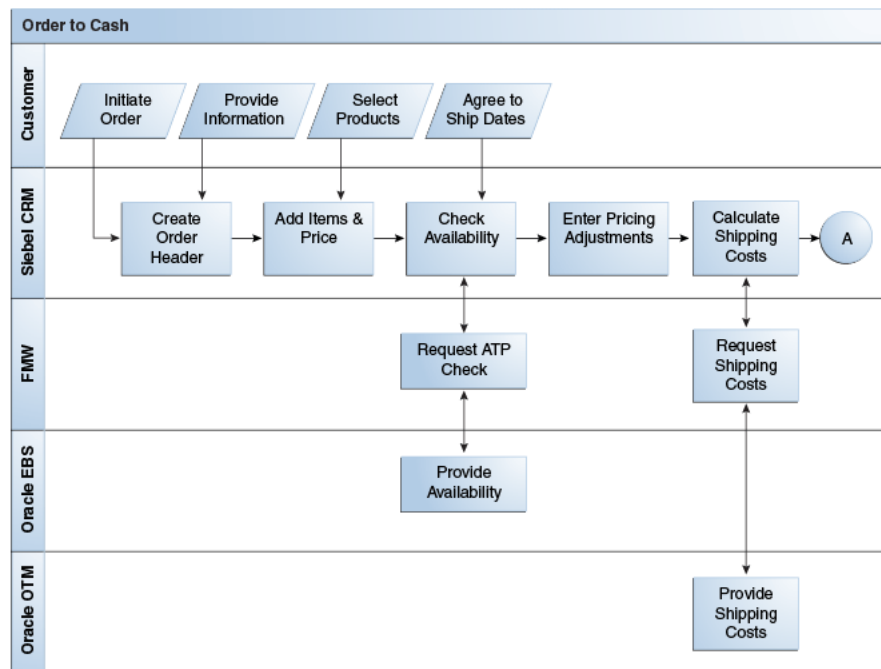 Order to Cash
Customer
Initiate
Order
Provide
Information
Select
Products
Agree to
Ship Dates
Siebel CRM
Create
Order
Header
Add Items &
Price
Check
Availability
Enter Pricing
Adjustments
Calculate
Shipping
Costs
A
FMW
Request ATP
Check
Request
Shipping
Costs
Oracle EBS
Provide
Availability
Oracle OTM
Provide
Shipping
Costs